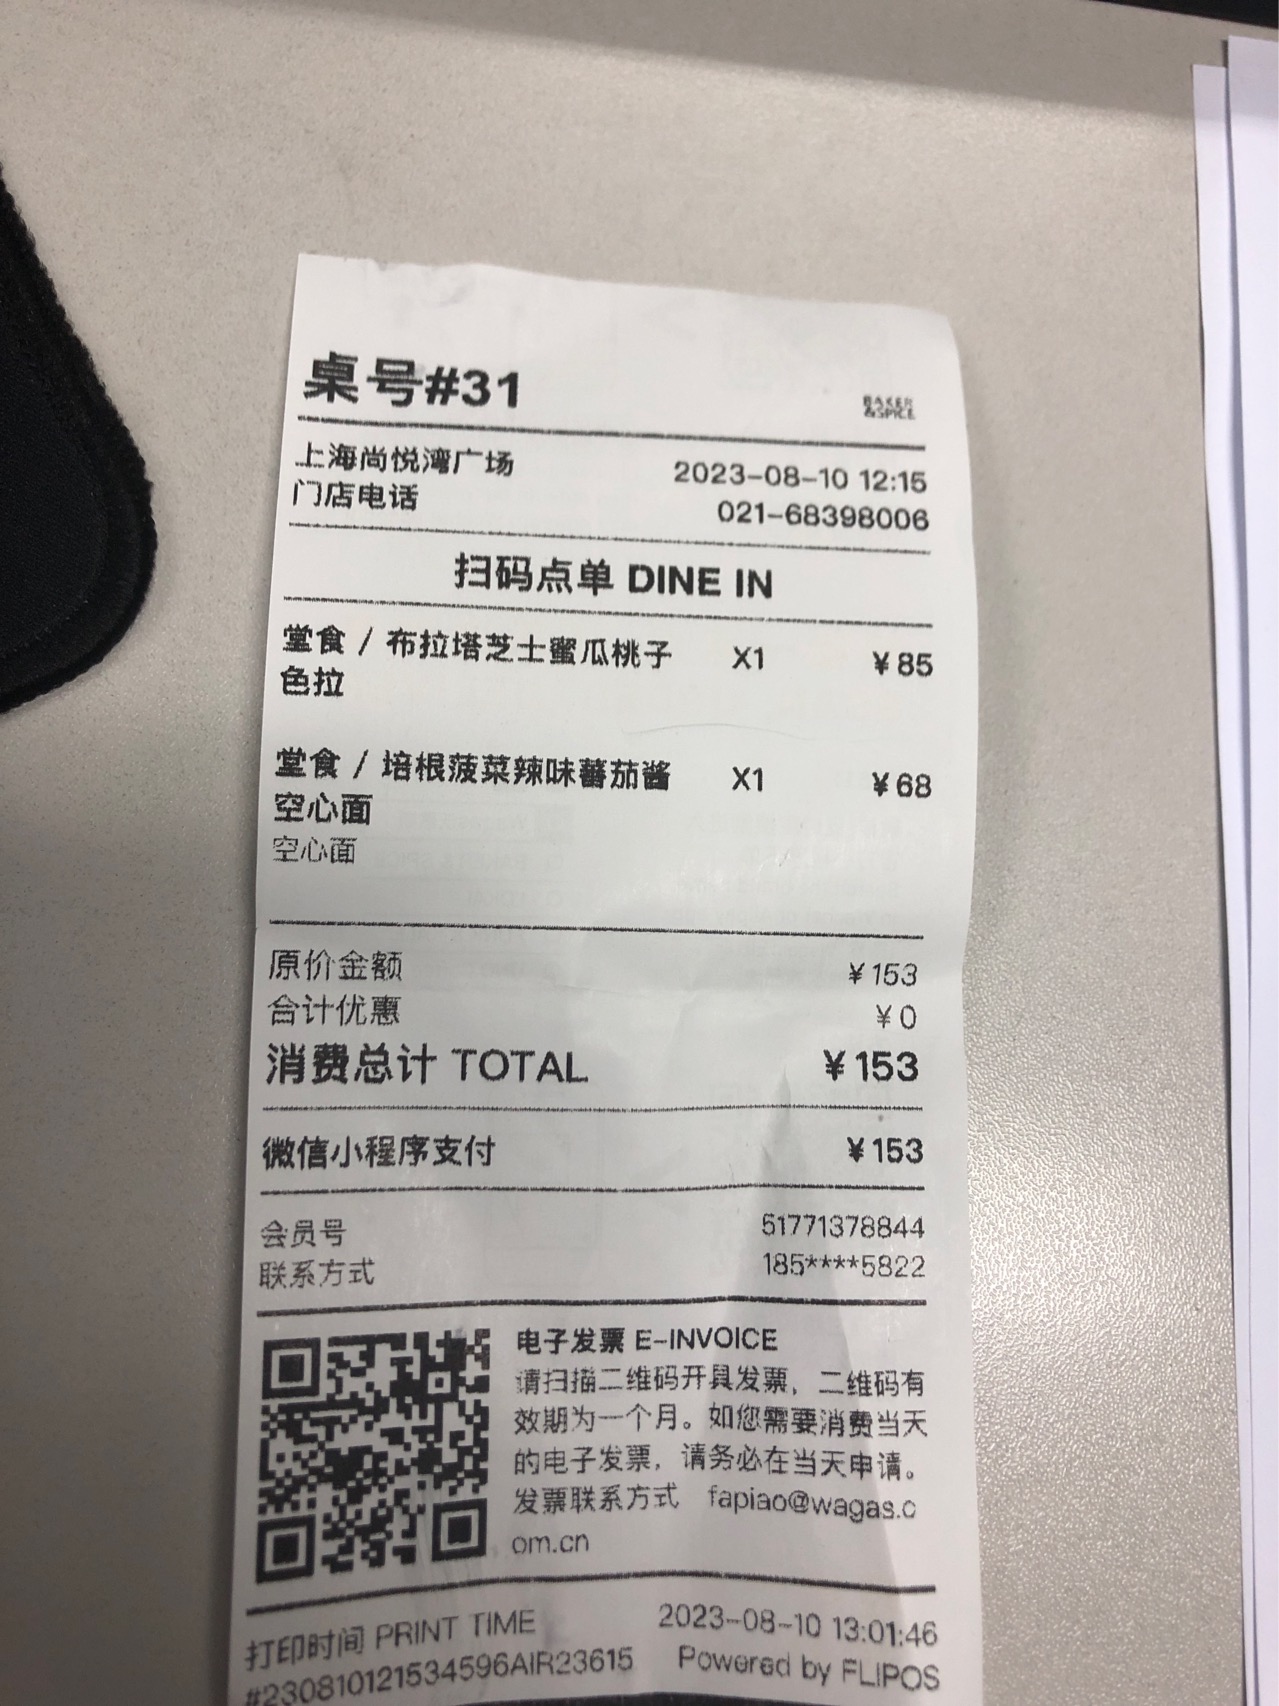 桌号#31
BAKER
&SPICE
上海尚悦湾广场 2023-08-10 12:15
门店电话 021-68398006
扫码点单 DINE IN
堂食 / 布拉塔芝士蜜瓜桃子 X1 ¥85
色拉
堂食 / 培根菠菜辣味蕃茄酱 X1 ¥68
空心面
空心面
原价金额 ¥153
合计优惠 ¥0
消费总计 TOTAL ¥153
微信小程序支付 ¥153
会员号 51771378844
联系方式 185****5822
电子发票 E-INVOICE
请扫描二维码开具发票，二维码有
效期为一个月。如您需要消费当天
的电子发票，请务必在当天申请。
发票联系方式 fapiao@wagas.c
om.cn
打印时间 PRINT TIME 2023-08-10 13:01:46
#230810121534596AIR23615 Powered by FLIPOS